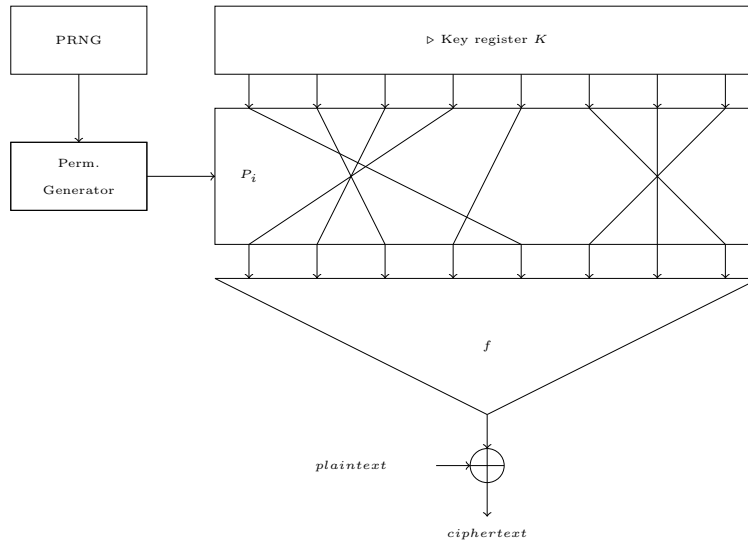 PRNG
▷ Key register K
Perm.
Generator
P_i
f
plaintext
ciphertext